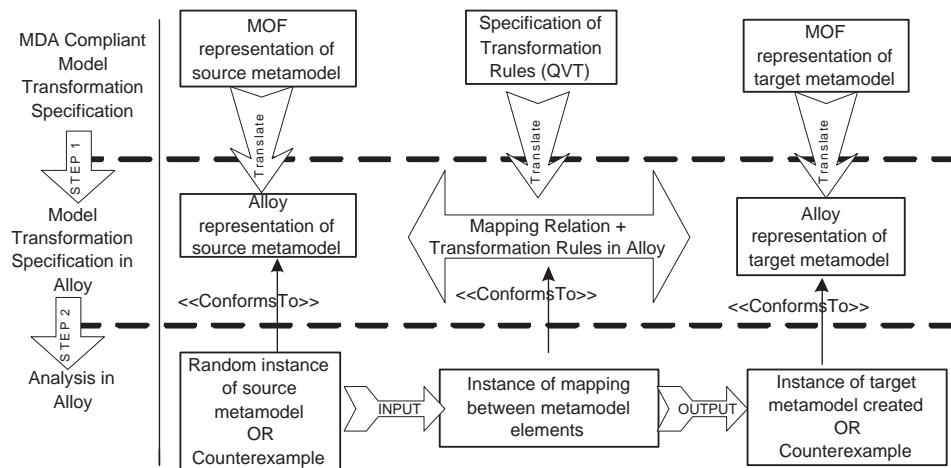 MDA Compliant
Model
Transformation
Specification
MOF
representation of
source metamodel
Specification of
Transformation
Rules (QVT)
MOF
representation of
target metamodel
Translate
Translate
Translate
STEP 1
Model
Transformation
Specification in
Alloy
Alloy
representation of
source metamodel
Mapping Relation +
Transformation Rules in Alloy
Alloy
representation of
target metamodel
<<ConformsTo>>
<<ConformsTo>>
<<ConformsTo>>
STEP 2
Analysis in
Alloy
Random instance
of source
metamodel
OR
Counterexample
INPUT
Instance of mapping
between metamodel
elements
OUTPUT
Instance of target
metamodel created
OR
Counterexample